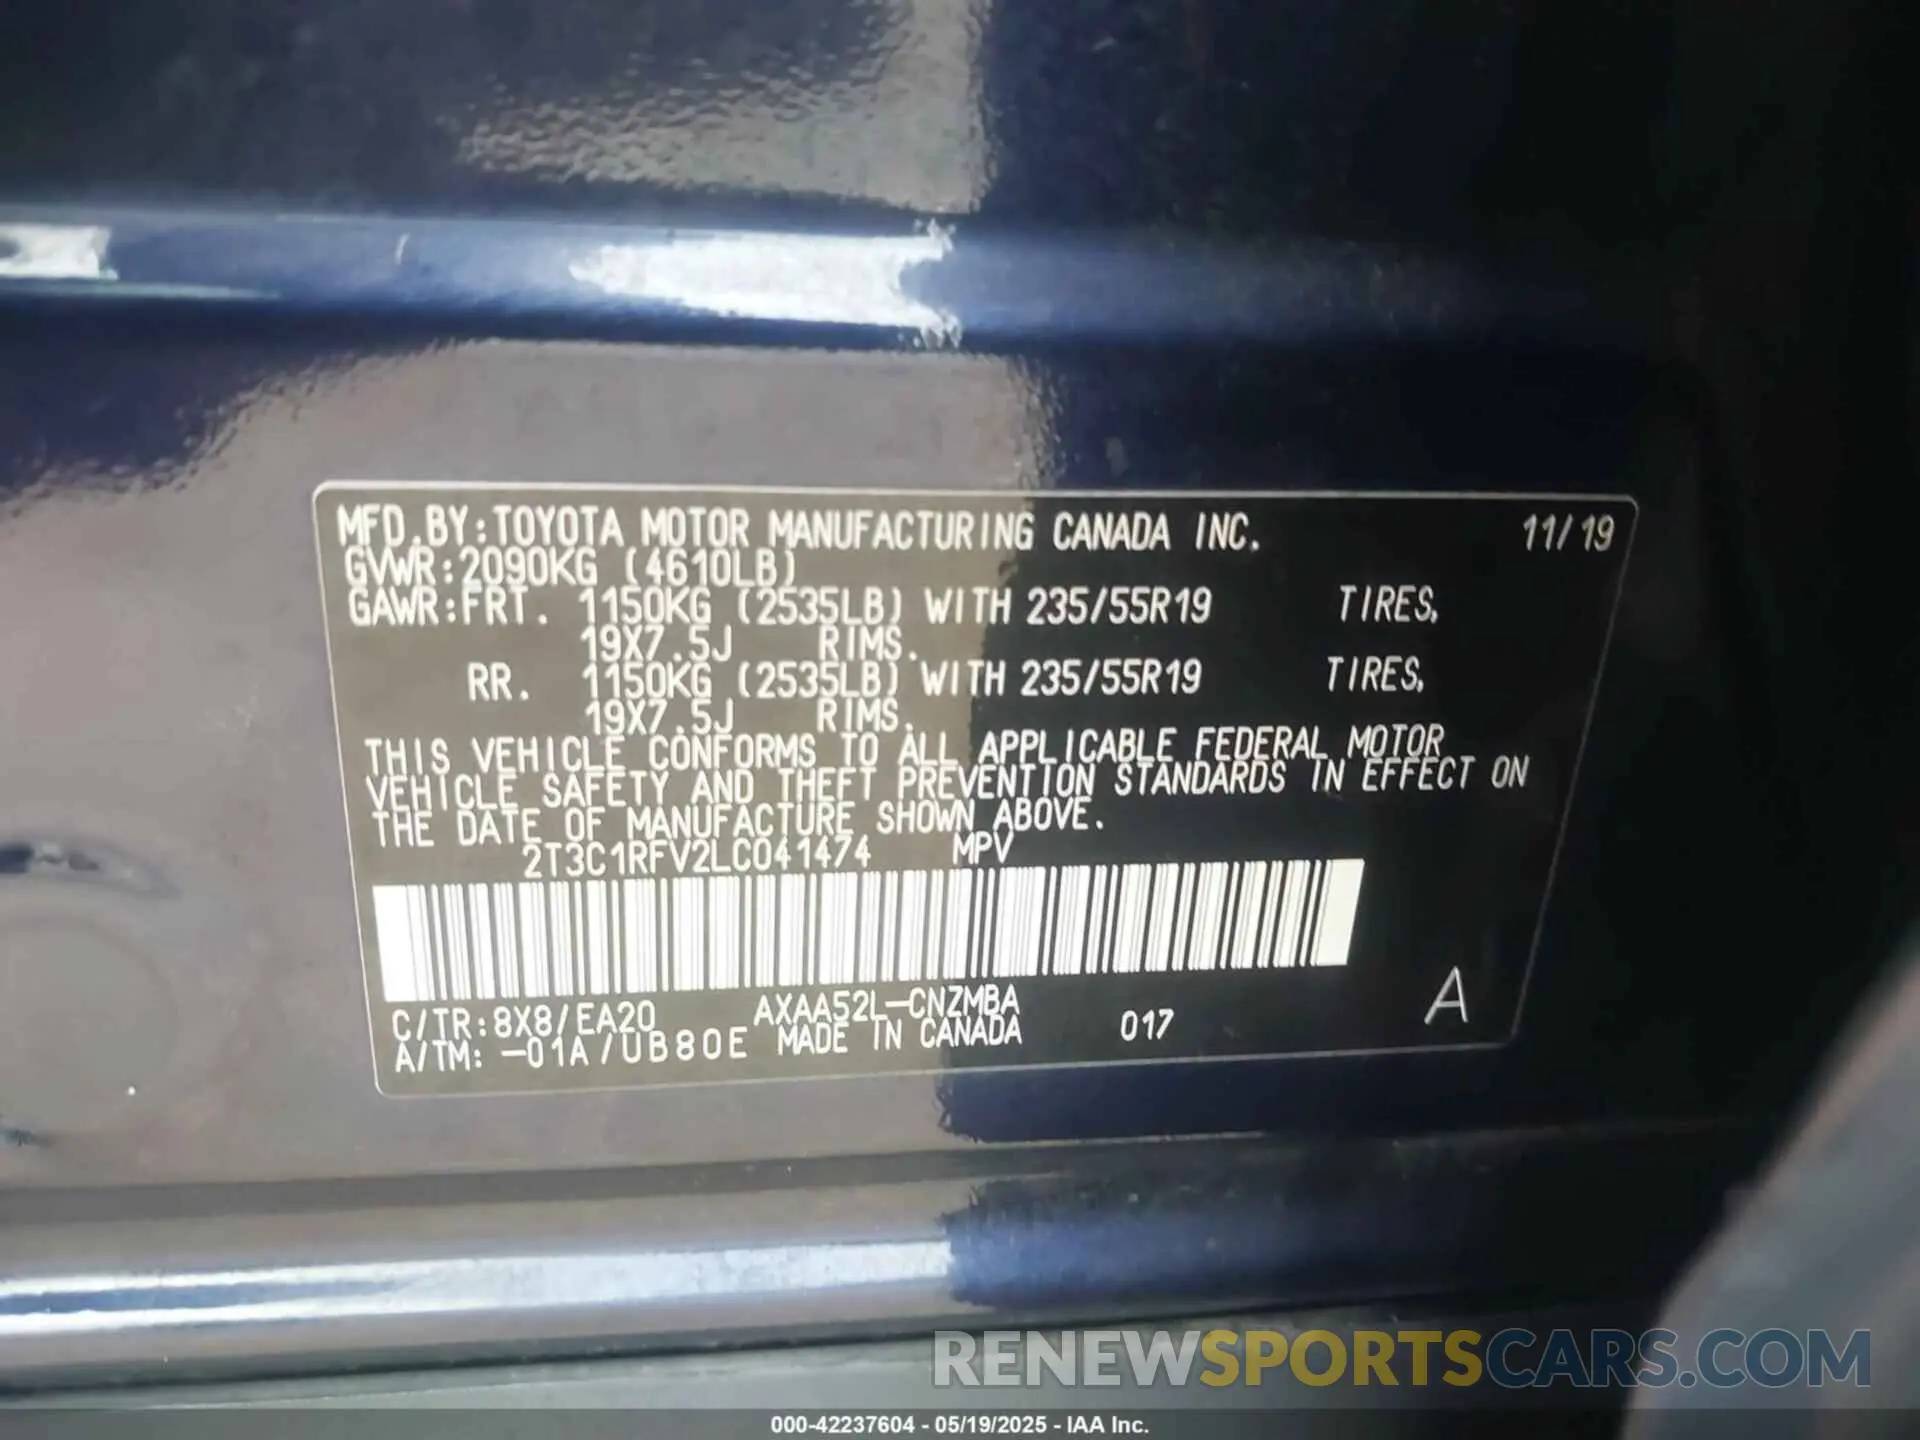 MFD.BY:TOYOTA MOTOR MANUFACTURING CANADA INC. 11/19
GVWR:2090KG (4610LB)
GAWR:FRT. 1150KG (2535LB) WITH 235/55R19 TIRES,
19X7.5J RIMS.
RR. 1150KG (2535LB) WITH 235/55R19 TIRES,
19X7.5J RIMS.
THIS VEHICLE CONFORMS TO ALL APPLICABLE FEDERAL MOTOR
VEHICLE SAFETY AND THEFT PREVENTION STANDARDS IN EFFECT ON
THE DATE OF MANUFACTURE SHOWN ABOVE.
2T3C1RFV2LC041474 MPV
C/TR:8X8/EA20 AXAA52L-CNZMBA
A/TM:-01A/UB80E MADE IN CANADA 017 A
RENEWSPORTSCARS.COM
000-42237604 - 05/19/2025 - IAA Inc.